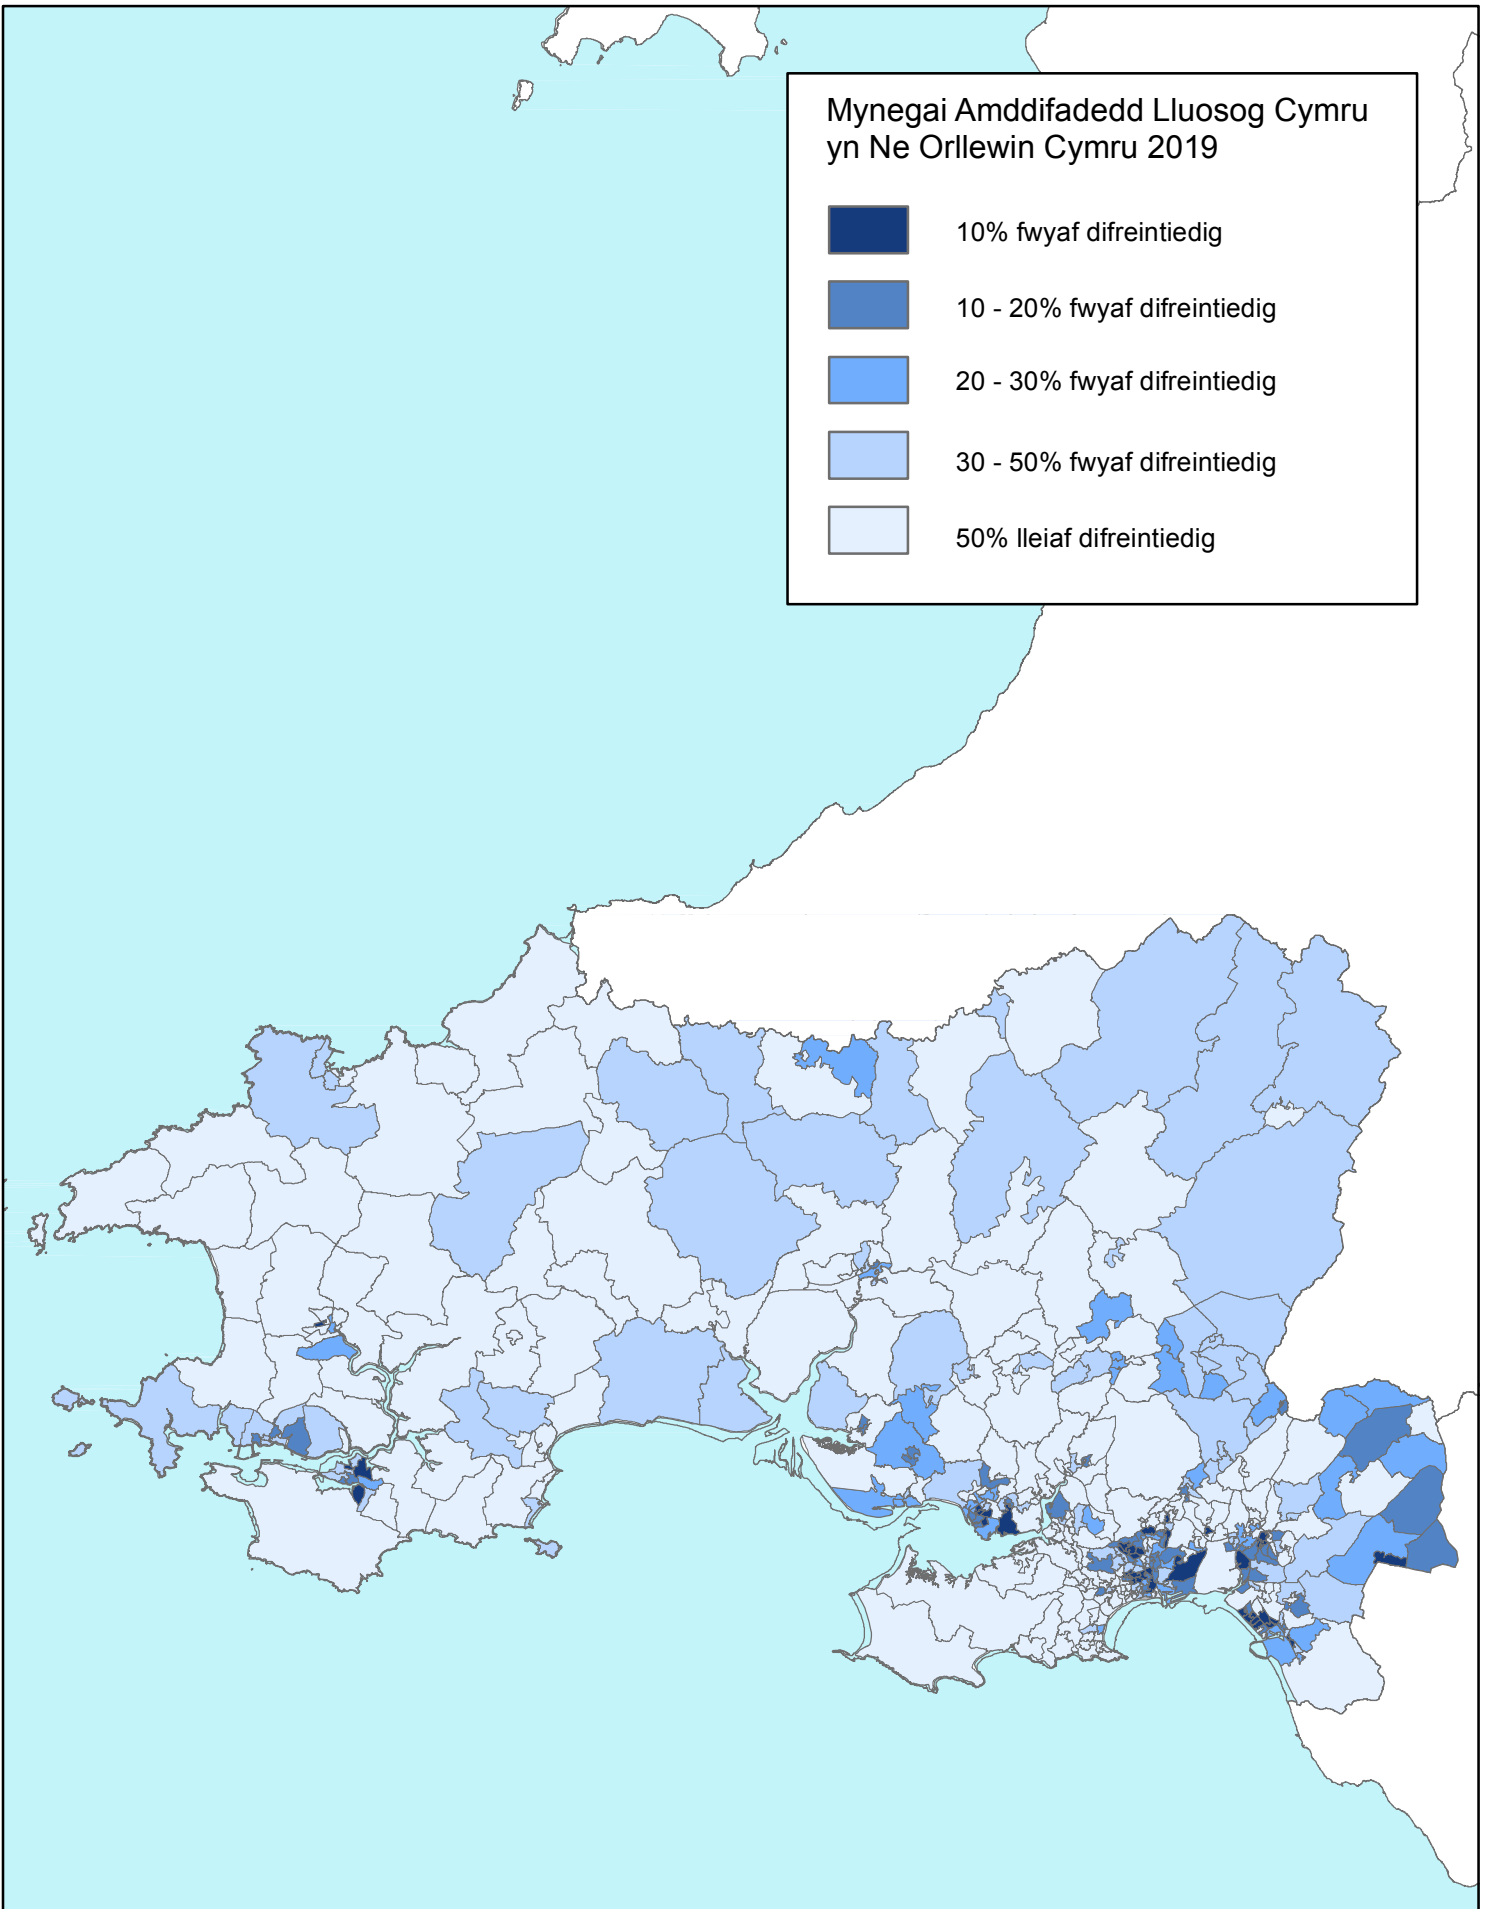 Mynegai Amddifadedd Lluosog Cymru
yn Ne Orllewin Cymru 2019
10% fwyaf difreintiedig
10 - 20% fwyaf difreintiedig
20 - 30% fwyaf difreintiedig
30 - 50% fwyaf difreintiedig
50% lleiaf difreintiedig